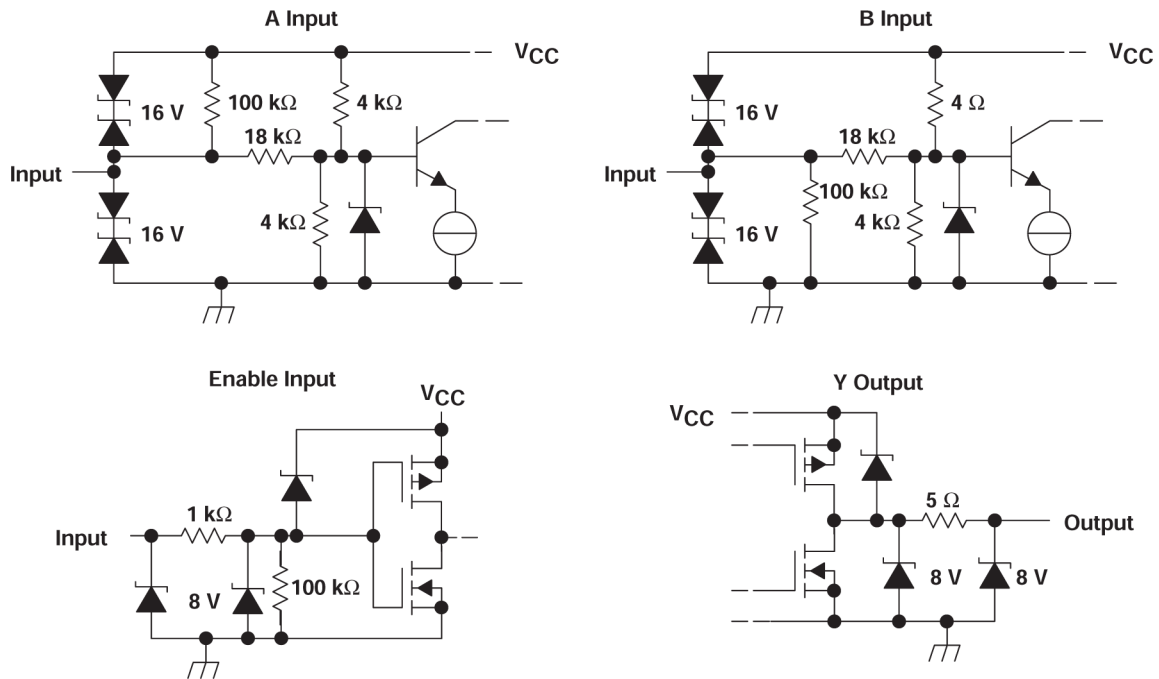 A Input
VCC
100 kΩ
4 kΩ
16 V
18 kΩ
Input
4 kΩ
16 V
B Input
VCC
4 Ω
16 V
18 kΩ
Input
100 kΩ
4 kΩ
16 V
Enable Input
VCC
1 kΩ
Input
8 V
100 kΩ
Y Output
VCC
5 Ω
Output
8 V
8 V